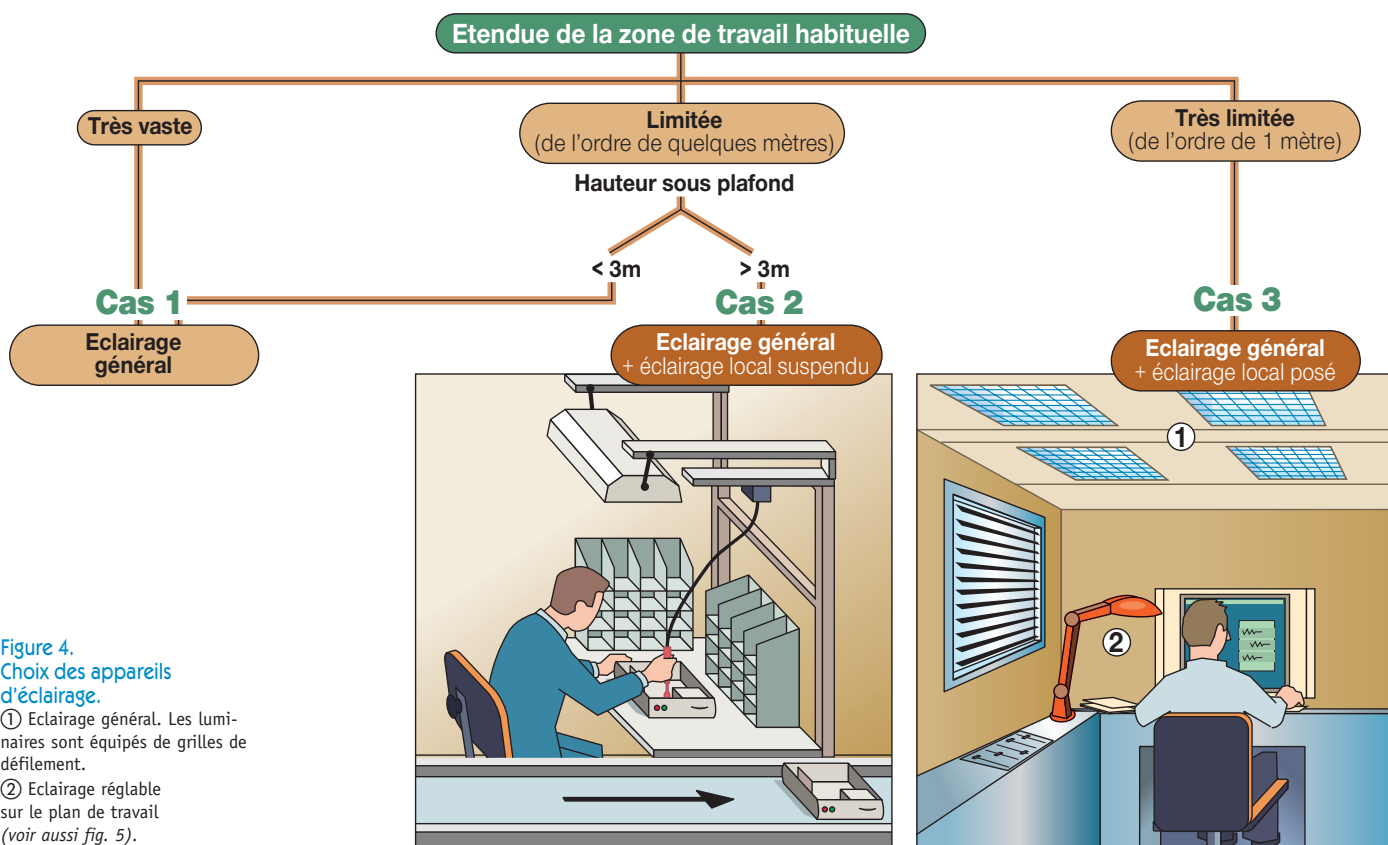 Etendue de la zone de travail habituelle
Très vaste
Limitée
(de l'ordre de quelques mètres)
Très limitée
(de l'ordre de 1 mètre)
Hauteur sous plafond
< 3m
> 3m
Cas 1
Cas 2
Cas 3
Eclairage
général
Eclairage général
+ éclairage local suspendu
Eclairage général
+ éclairage local posé
①
②
Figure 4.
Choix des appareils
d'éclairage.
① Eclairage général. Les lumi-
naires sont équipés de grilles de
défilement.
② Eclairage réglable
sur le plan de travail
(voir aussi fig. 5).